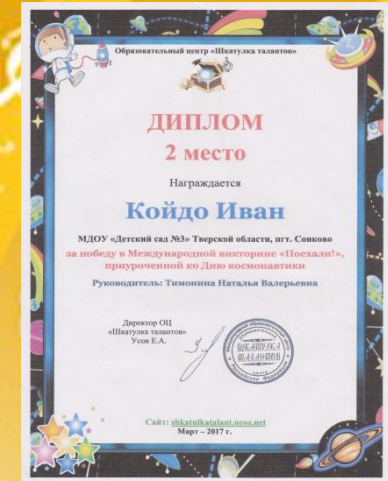 Образовательный центр «Шкатулка талантов»
ДИПЛОМ
2 место
Награждается
Койдо Иван
МДОУ «Детский сад №3» Тверской области, пгт. Сонково
за победу в Международной викторине «Поехали!»,
приуроченной ко Дню космонавтики
Руководитель: Тимонина Наталья Валерьевна
Директор ОЦ
«Шкатулка талантов»
Усов Е.А.
ШКАТУЛКА
ТАЛАНТОВ
Сайт: shkatulkatalant.ucoz.net
Март – 2017 г.